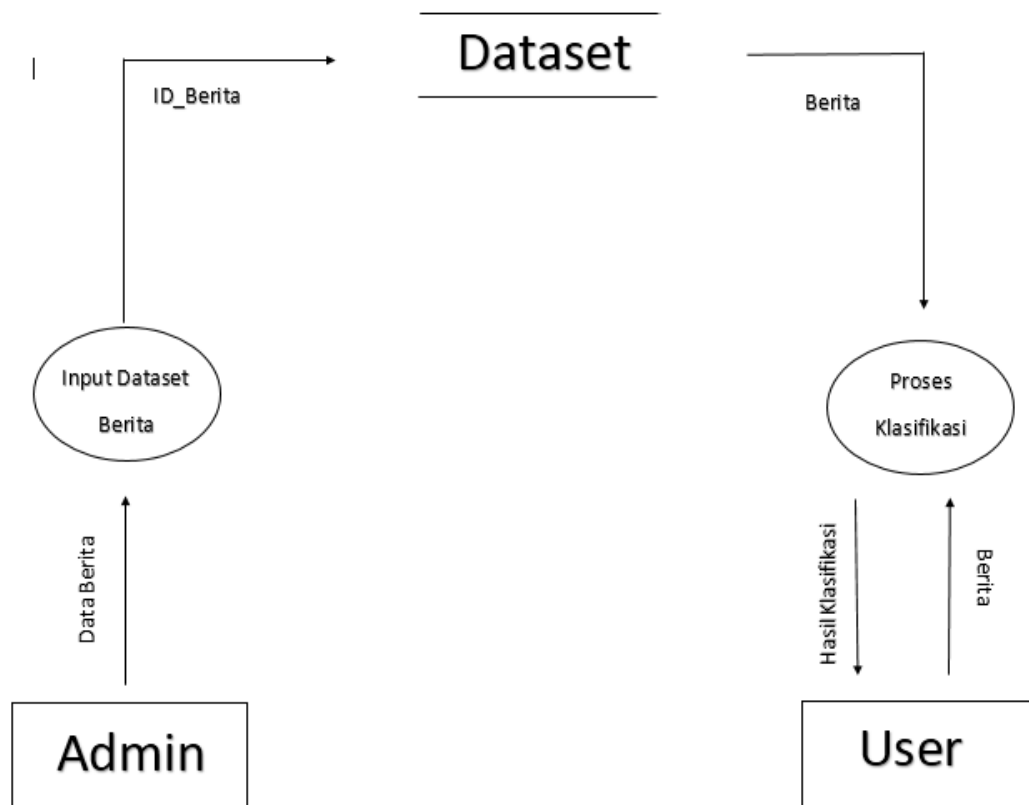 Dataset
ID_Berita
Berita
Input Dataset
Berita
Proses
Klasifikasi
Data Berita
Hasil Klasifikasi
Berita
Admin
User